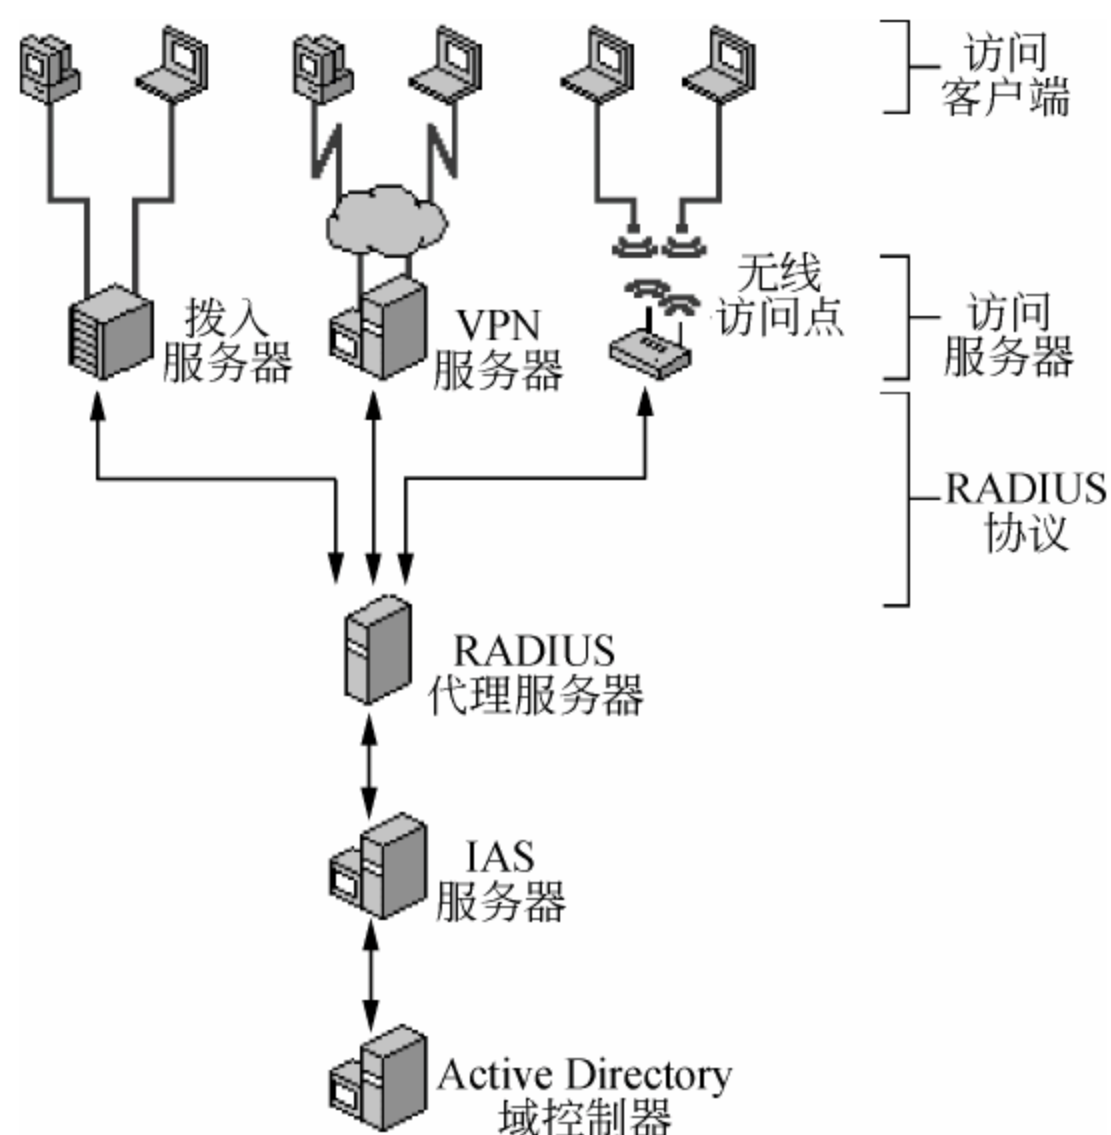 访问
客户端
拨入
服务器
VPN
服务器
无线
访问点
访问
服务器
RADIUS
协议
RADIUS
代理服务器
IAS
服务器
Active Directory
域控制器